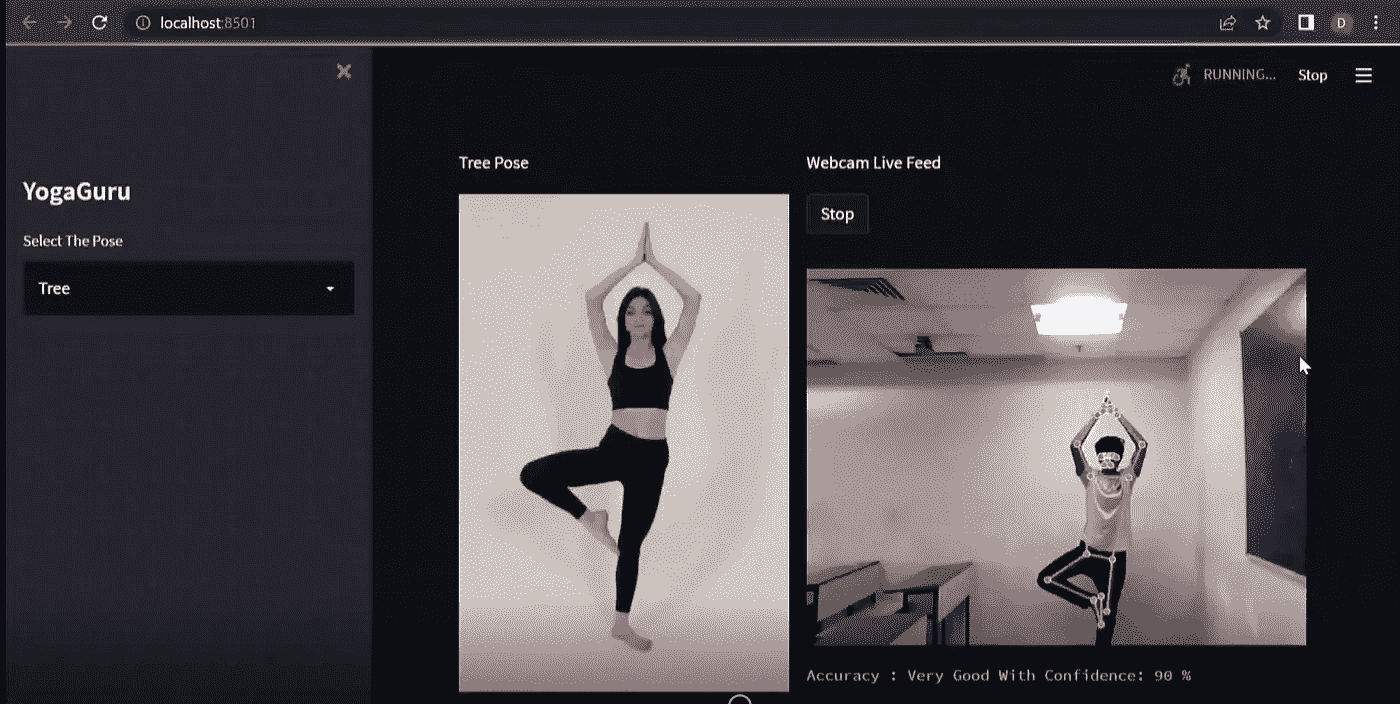 localhost:8501
D
RUNNING...
Stop
YogaGuru
Select The Pose
Tree
Tree Pose
Webcam Live Feed
Stop
Accuracy : Very Good With Confidence: 90 %